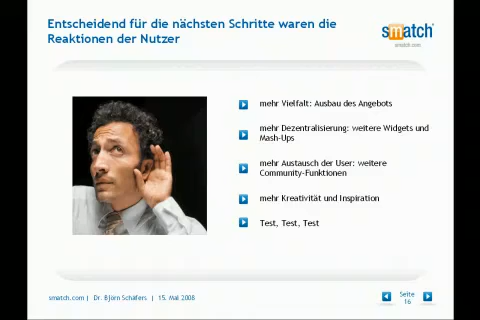 Entscheidend für die nächsten Schritte waren die
Reaktionen der Nutzer
smatch
smatch.com
mehr Vielfalt: Ausbau des Angebots
mehr Dezentralisierung: weitere Widgets und
Mash-Ups
mehr Austausch der User: weitere
Community-Funktionen
mehr Kreativität und Inspiration
Test, Test, Test
smatch.com | Dr. Björn Schäfers | 15. Mai 2008
Seite
16